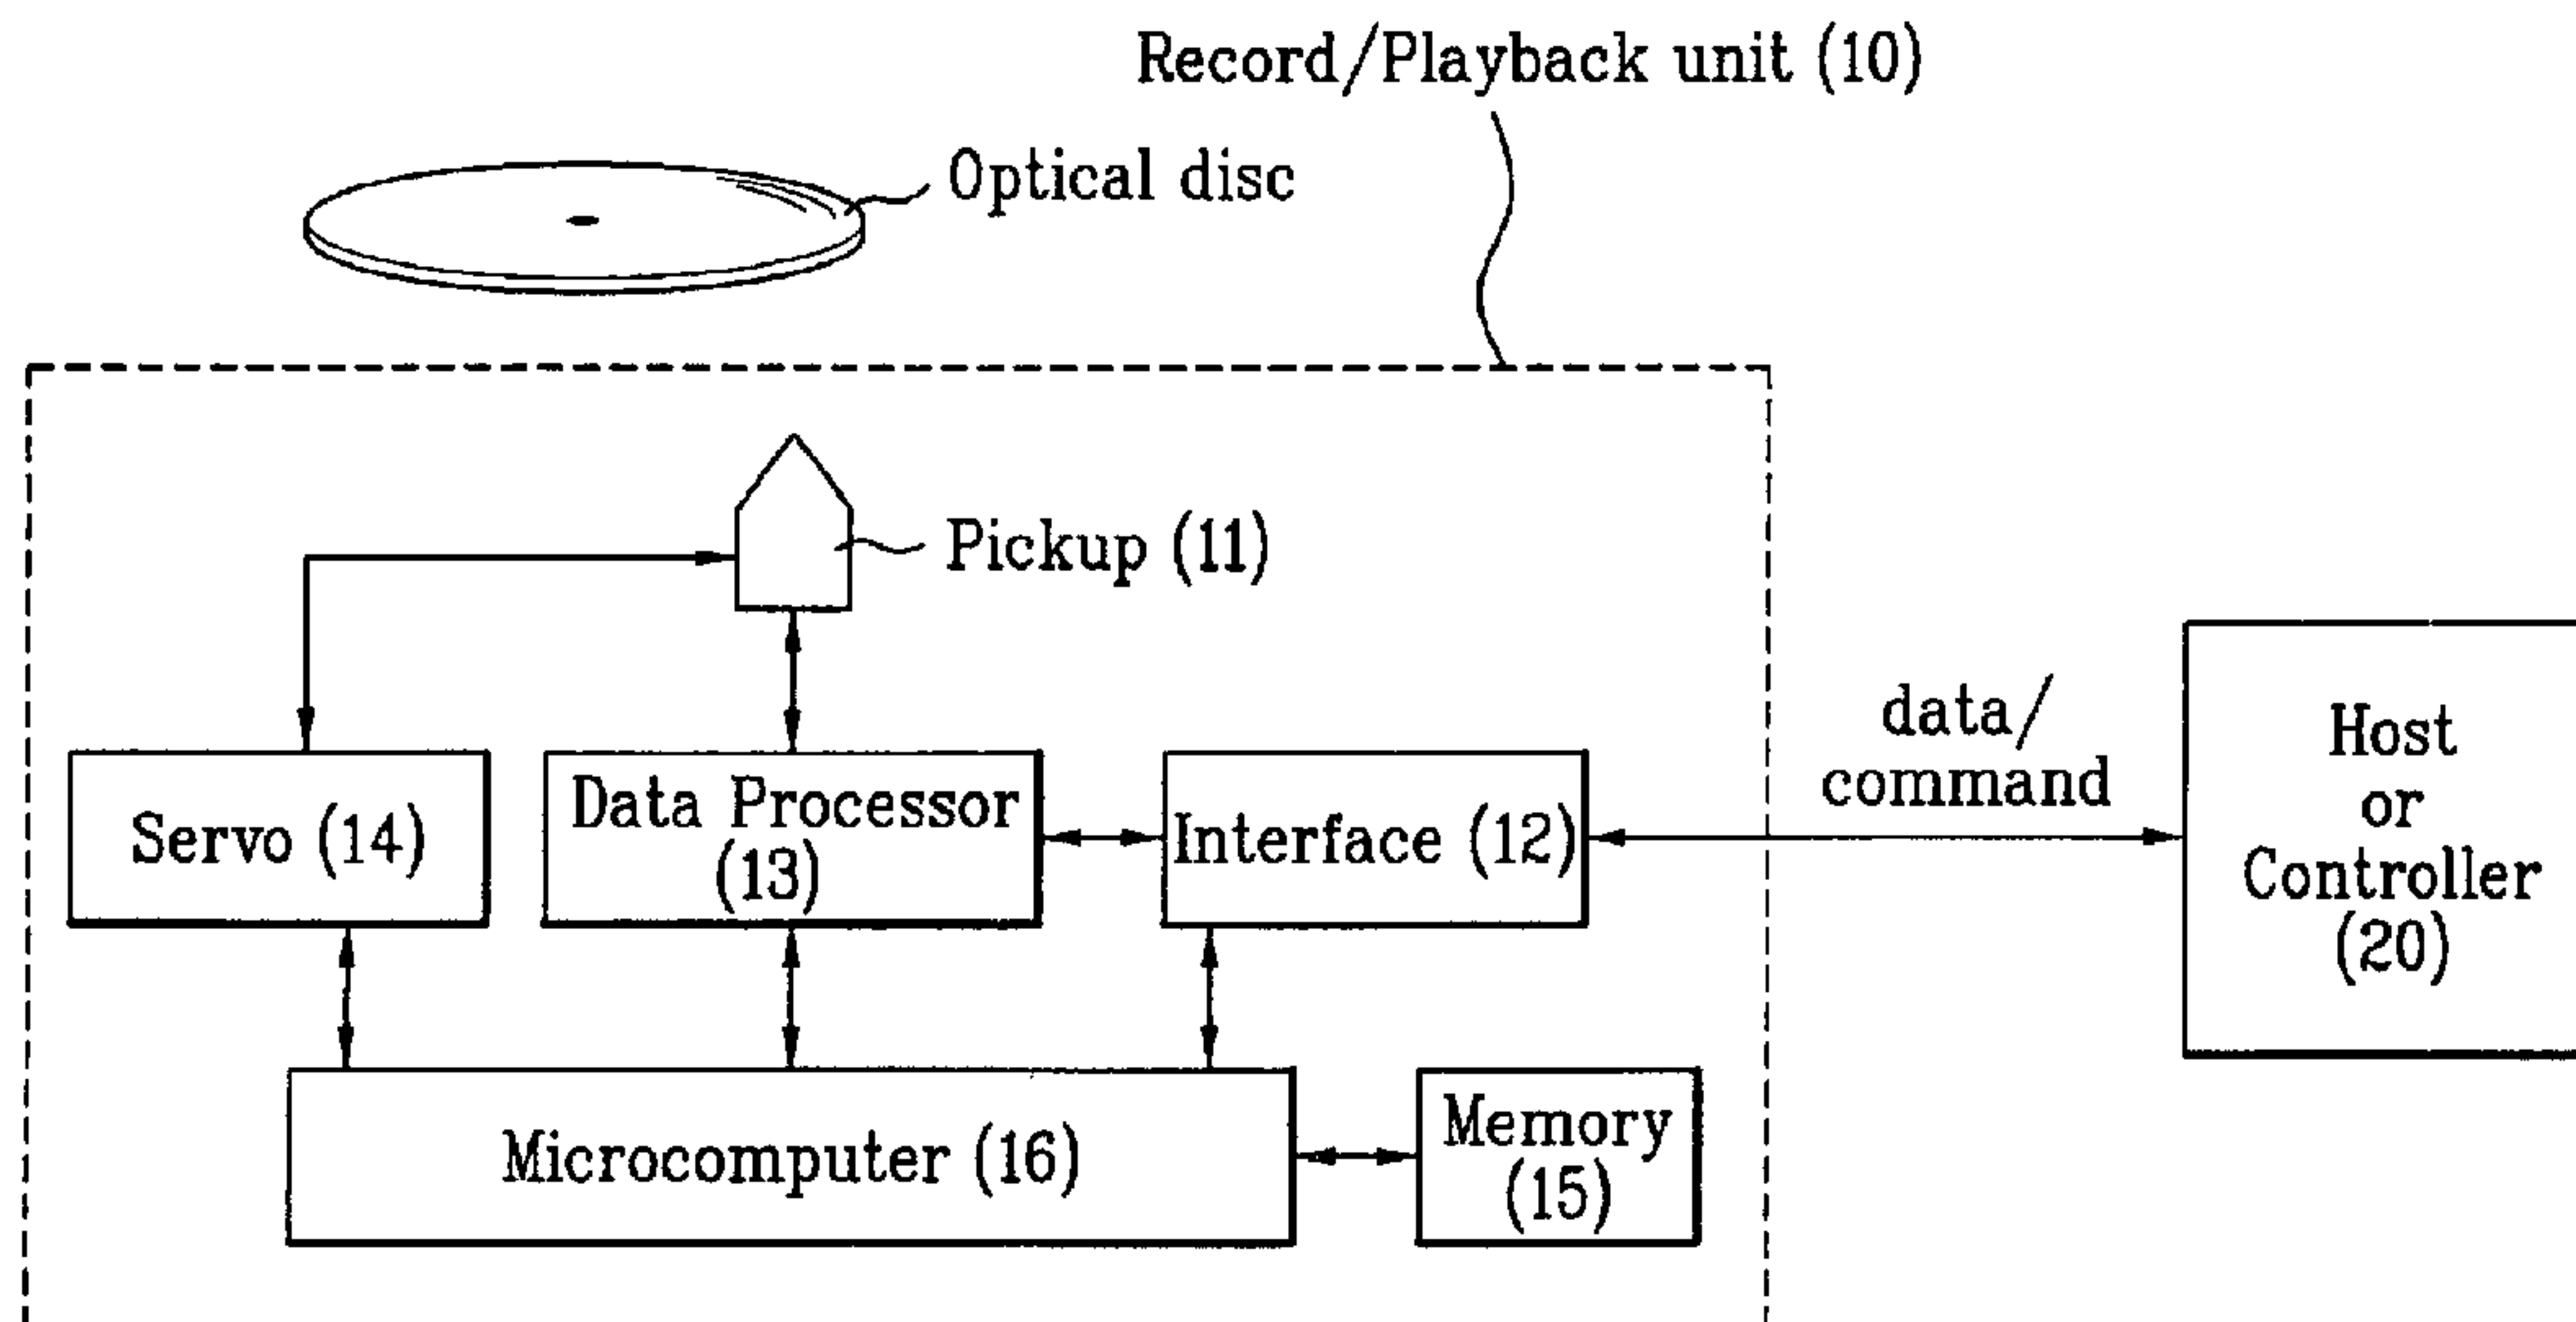 Record/Playback unit (10)
Optical disc
Pickup (11)
Servo (14)
Data Processor
(13)
Interface (12)
data/
command
Host
or
Controller
(20)
Microcomputer (16)
Memory
(15)